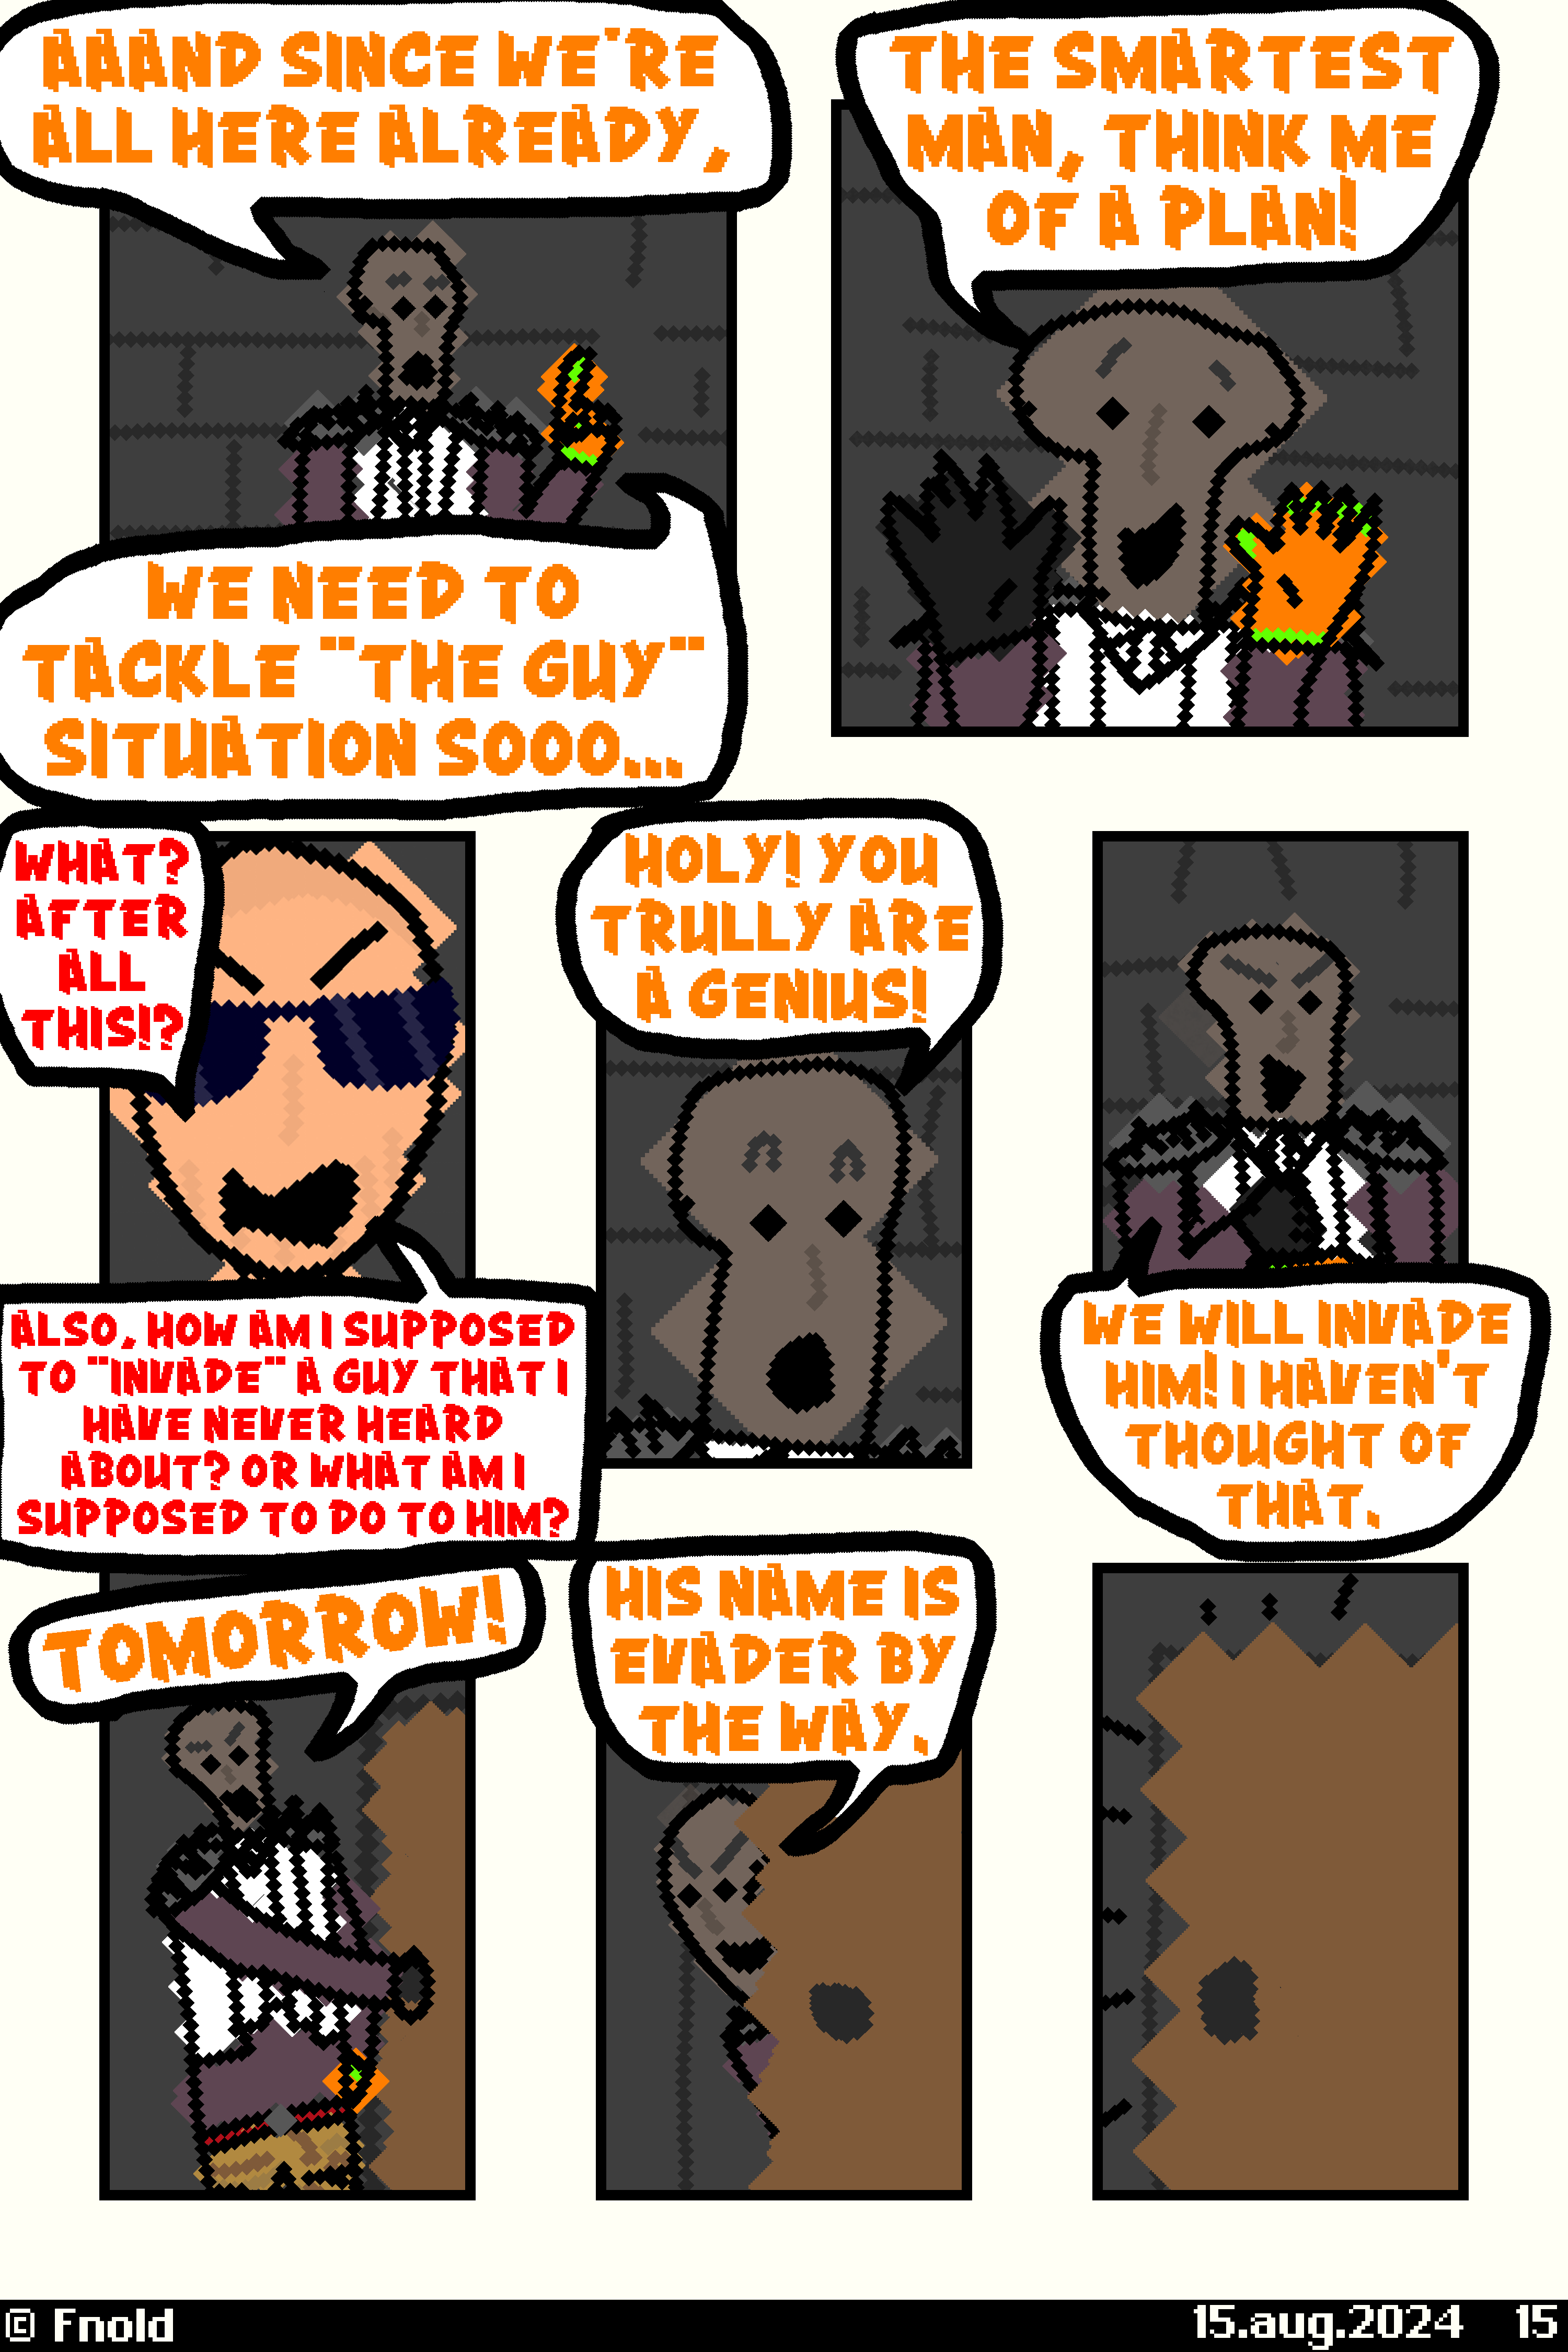 AAAND SINCE WE'RE
ALL HERE ALREADY,
WE NEED TO
TACKLE "THE GUY"
SITUATION SOOO...
THE SMARTEST
MAN, THINK ME
OF A PLAN!
WHAT?
AFTER
ALL
THIS!?
ALSO, HOW AM I SUPPOSED
TO "INVADE" A GUY THAT I
HAVE NEVER HEARD
ABOUT? OR WHAT AM I
SUPPOSED TO DO TO HIM?
HOLY! YOU
TRULLY ARE
A GENIUS!
WE WILL INVADE
HIM! I HAVEN'T
THOUGHT OF
THAT.
TOMORROW!
HIS NAME IS
EVADER BY
THE WAY.
© Fnold
15.aug.2024 15